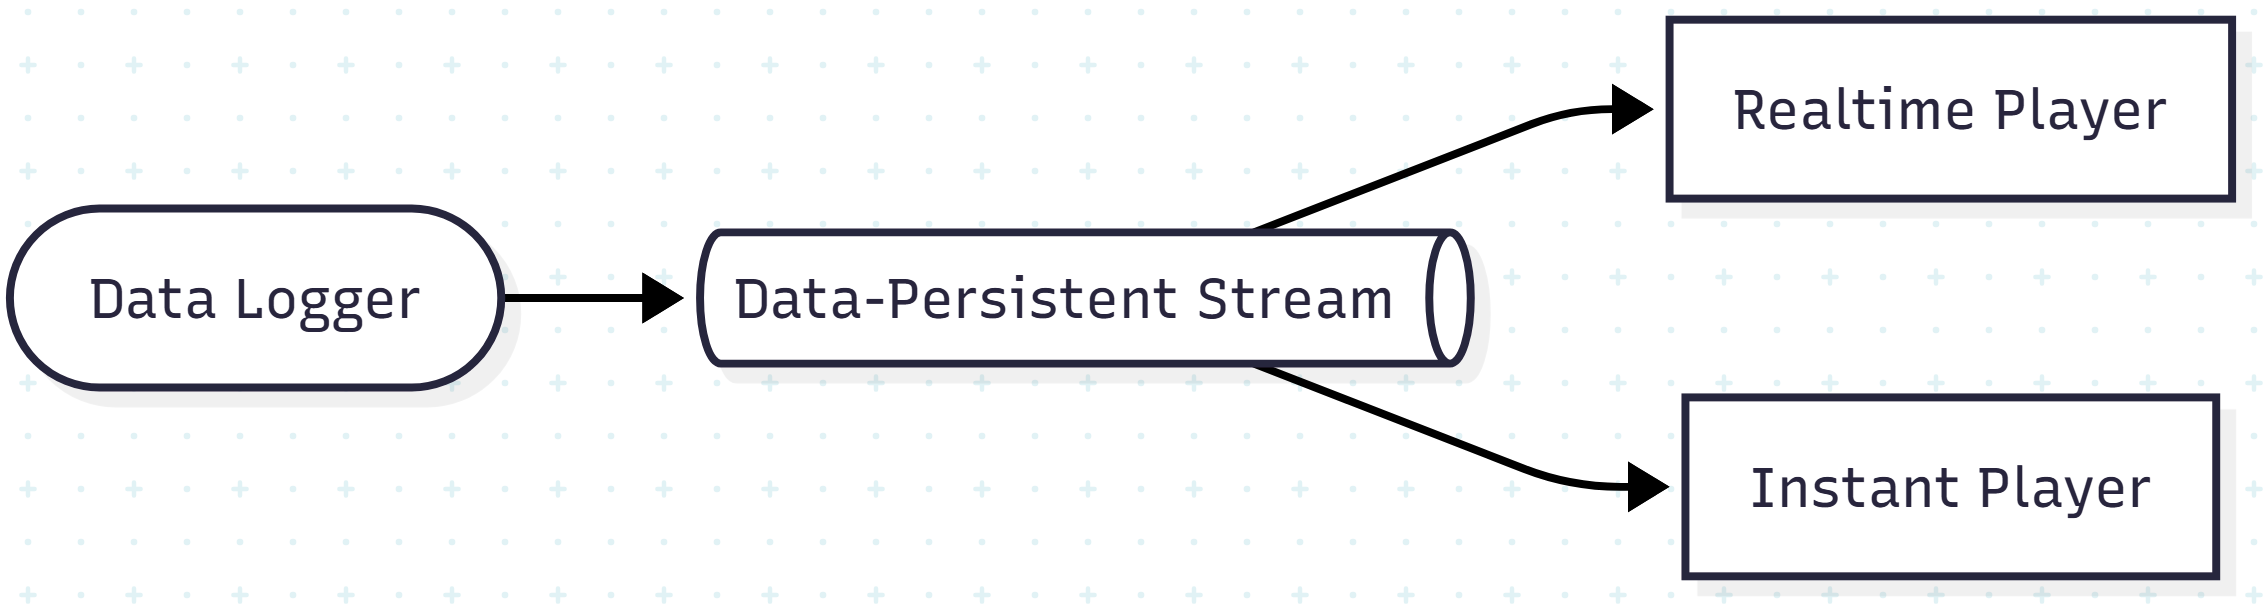 Realtime Player
Data Logger
Data-Persistent Stream
Instant Player